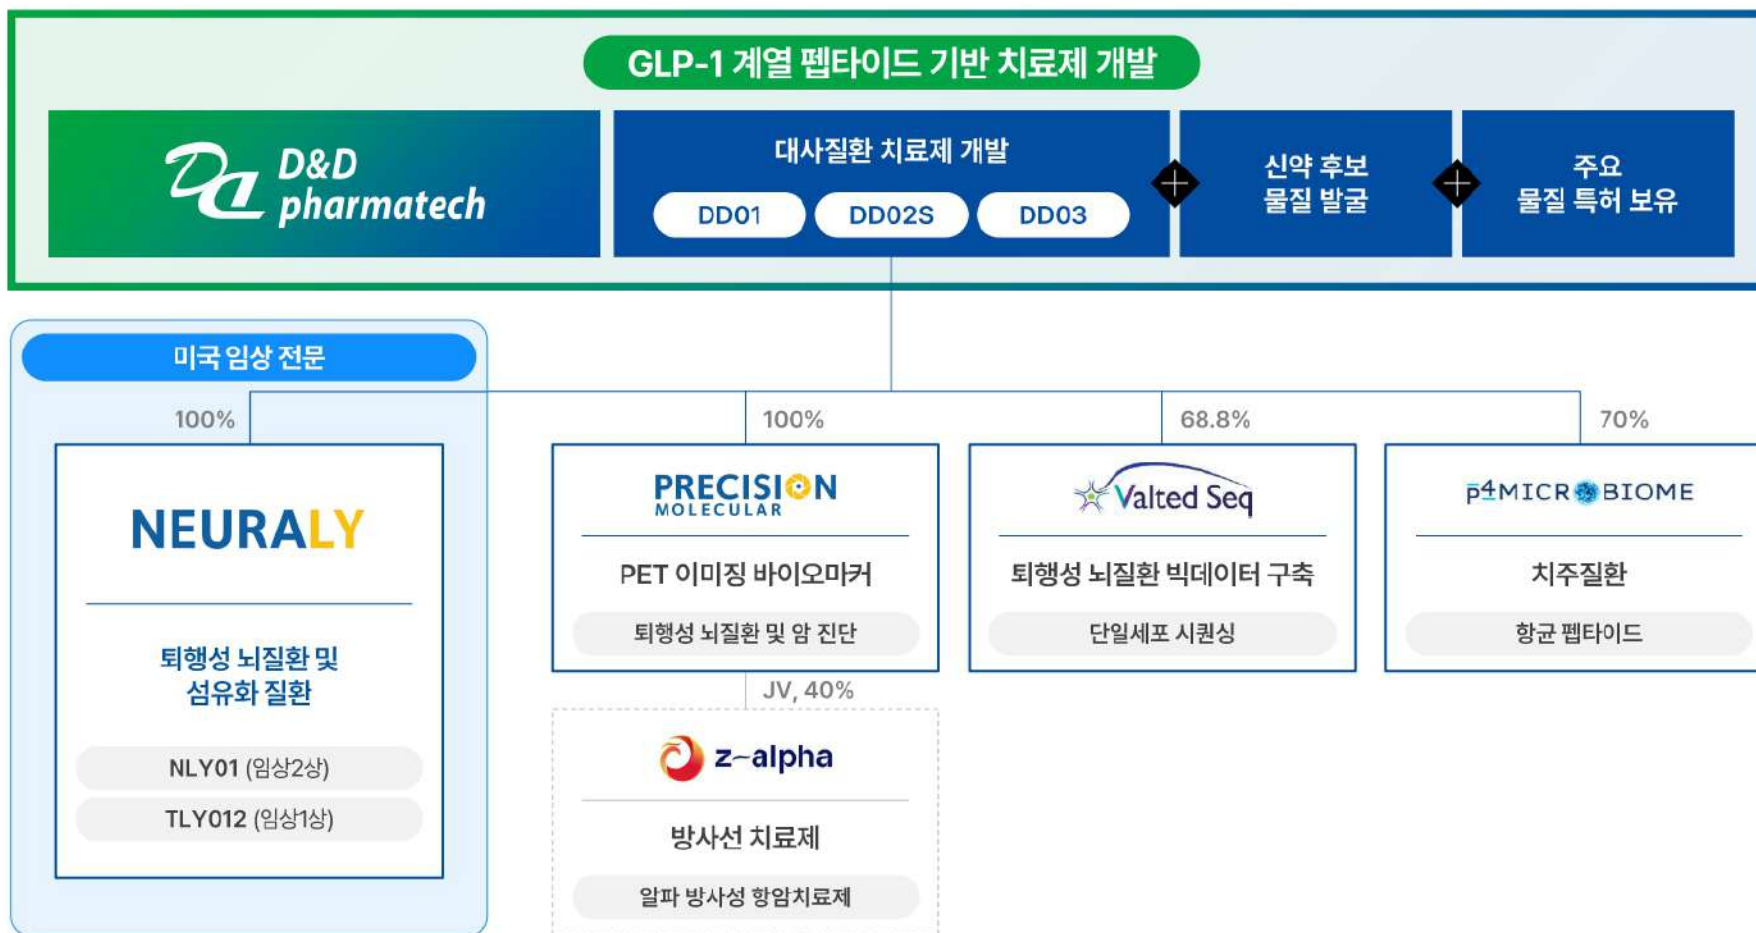 GLP-1 계열 펩타이드 기반 치료제 개발
D&D
pharmatech
대사질환 치료제 개발
DD01
DD02S
DD03
신약 후보
물질 발굴
주요
물질 특허 보유
미국 임상 전문
100%
NEURALY
퇴행성 뇌질환 및
섬유화 질환
NLY01 (임상2상)
TLY012 (임상1상)
100%
PRECISION
MOLECULAR
PET 이미징 바이오마커
퇴행성 뇌질환 및 암 진단
JV, 40%
z-alpha
방사선 치료제
알파 방사성 항암치료제
68.8%
Valted Seq
퇴행성 뇌질환 빅데이터 구축
단일세포 시퀀싱
70%
p4MICROBIOME
치주질환
항균 펩타이드